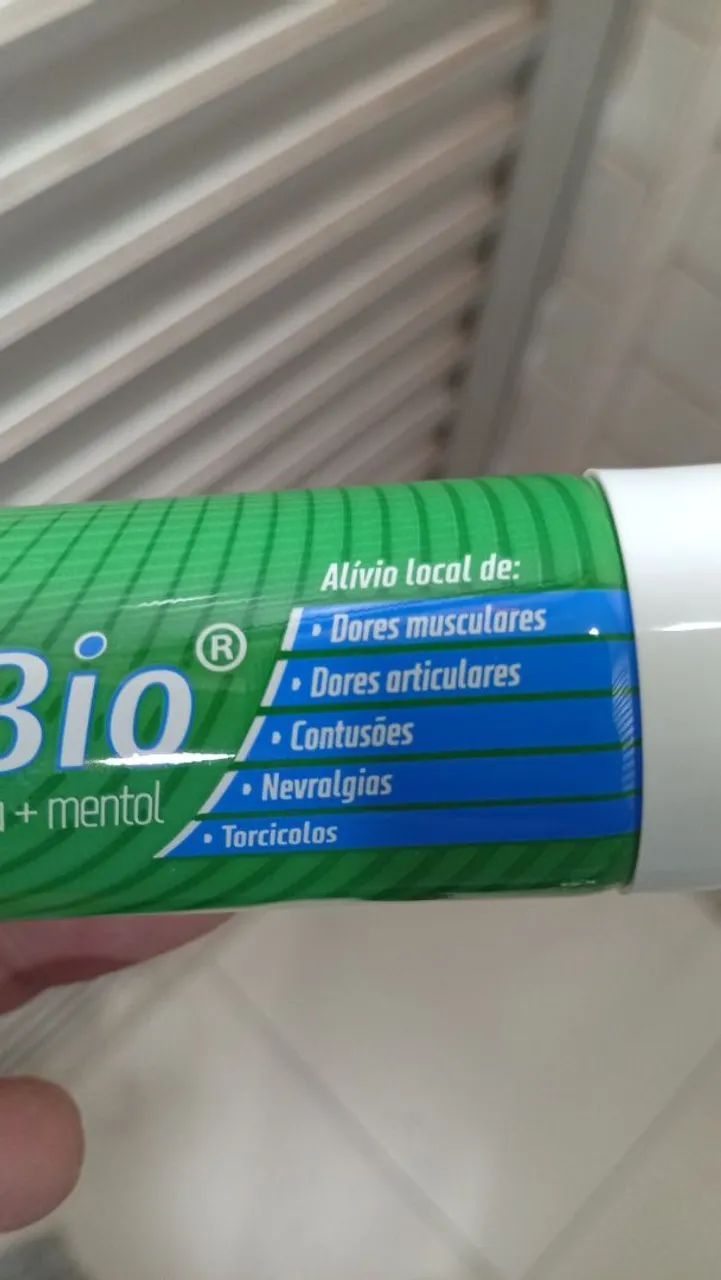 Alívio local de:
• Dores musculares
• Dores articulares
• Contusões
• Nevralgias
• Torcicolos
Bio®
+ mentol